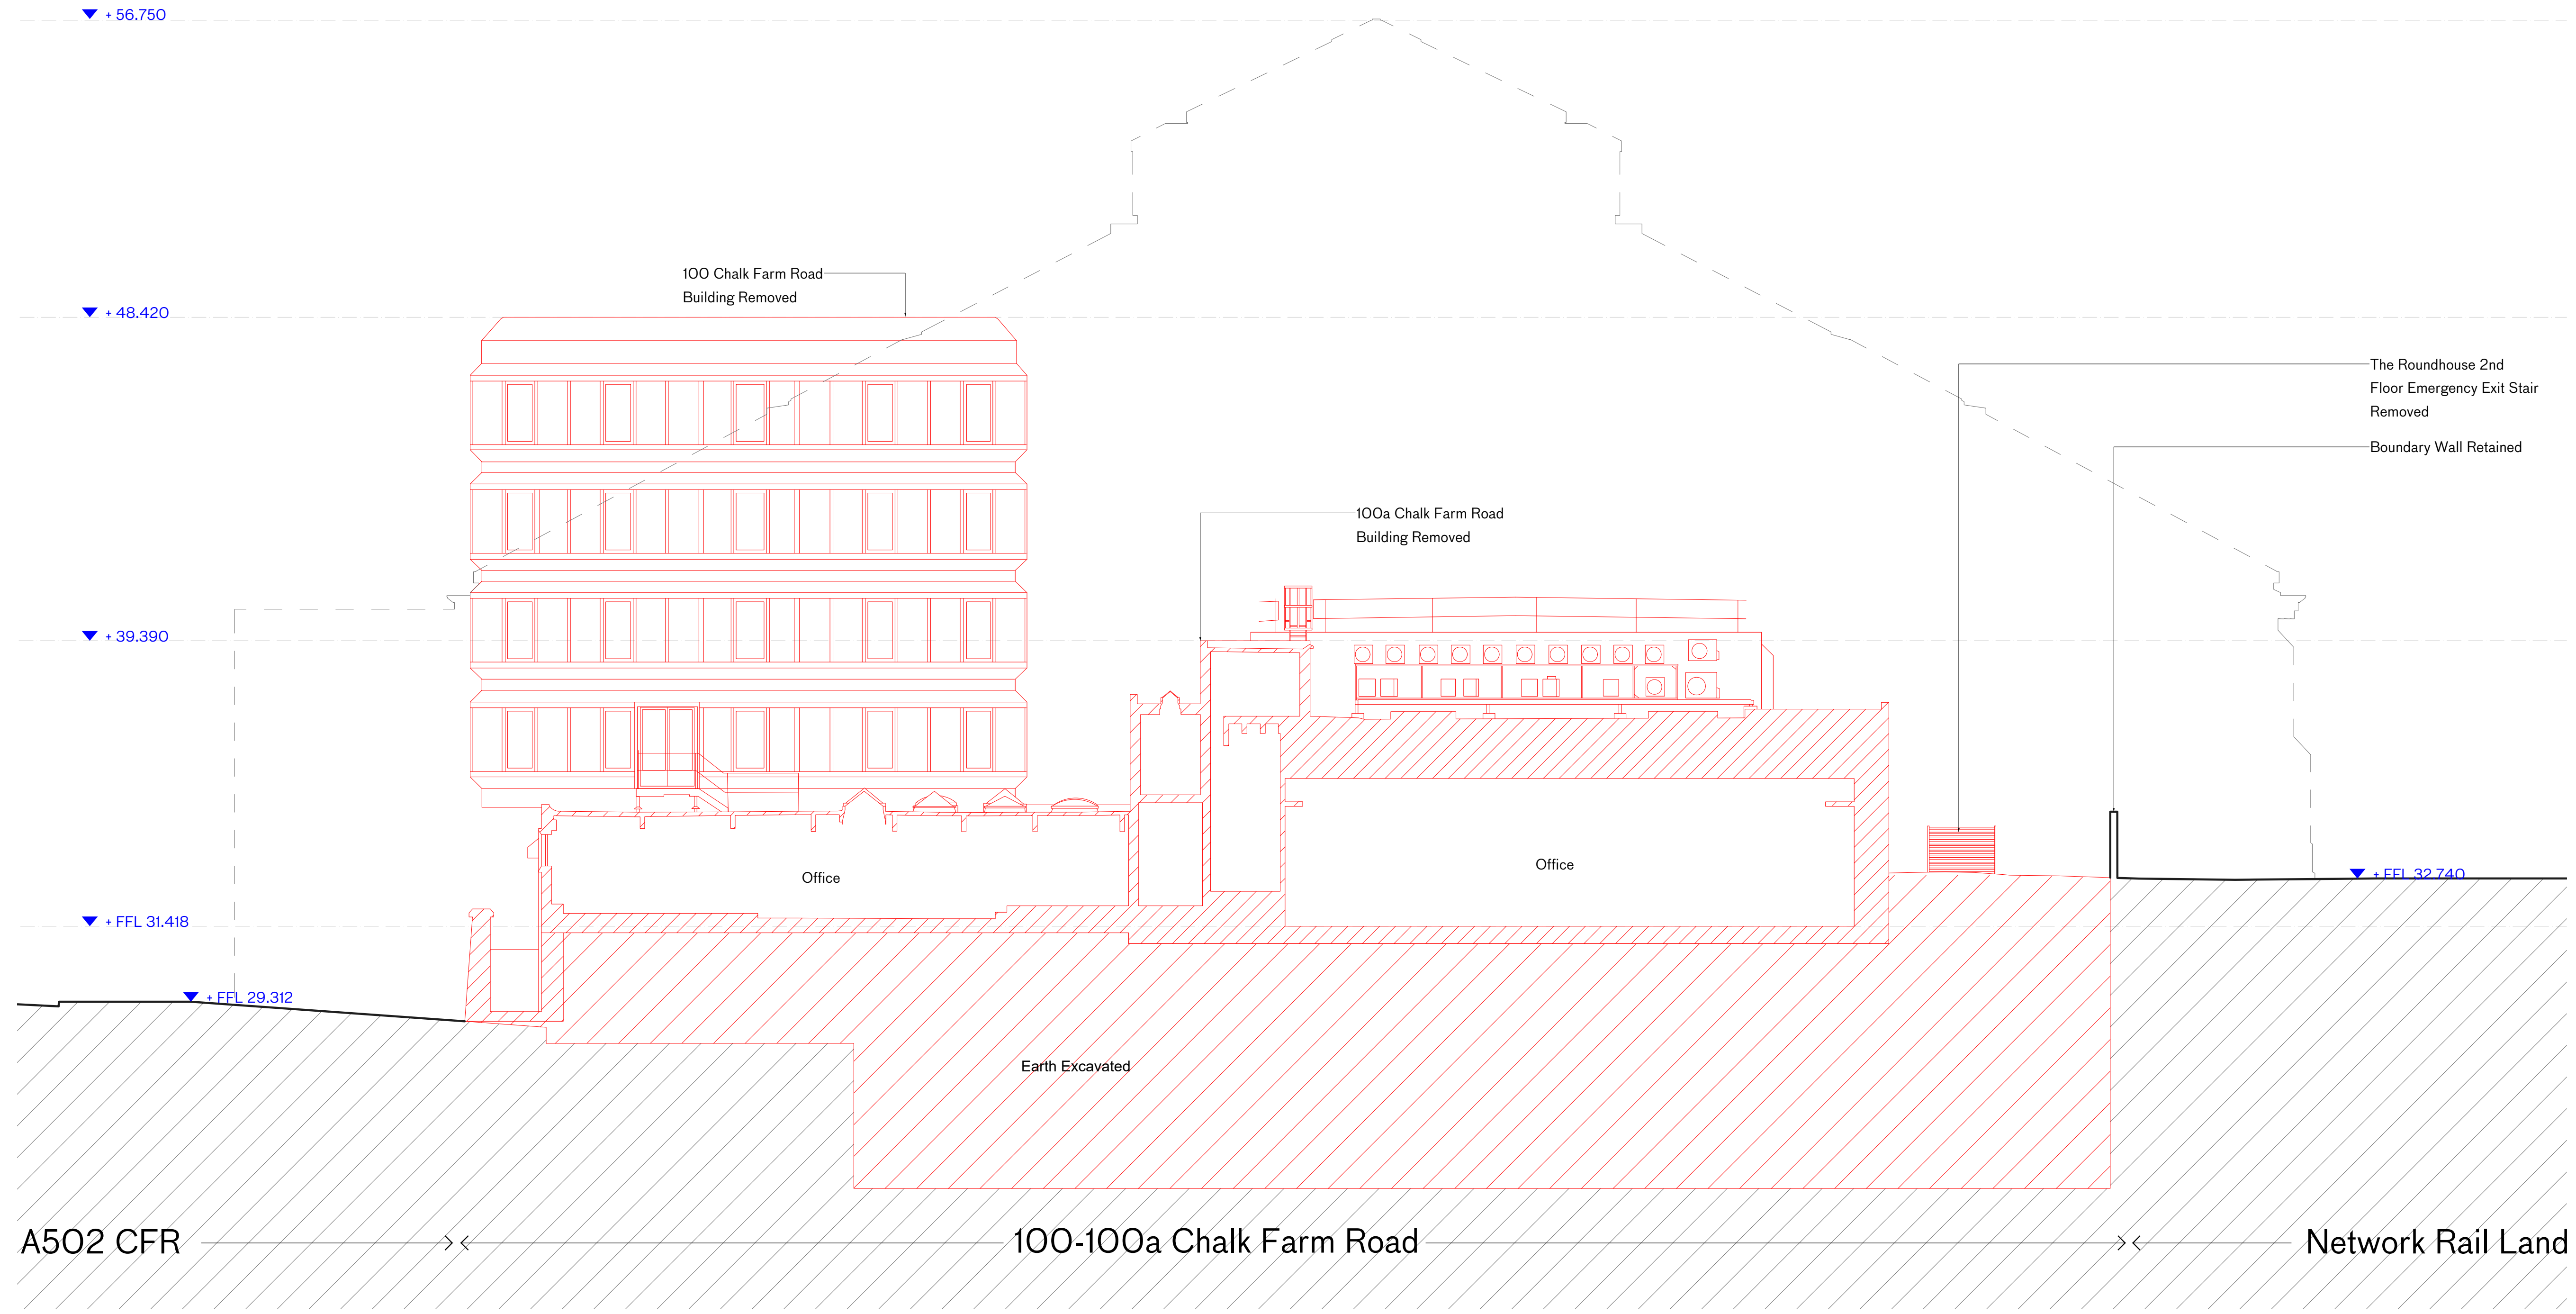 + 56.750
100 Chalk Farm Road
Building Removed
+ 48.420
The Roundhouse 2nd
Floor Emergency Exit Stair
Removed
Boundary Wall Retained
100a Chalk Farm Road
Building Removed
+ 39.390
Office
Office
+ FFL 32.740
+ FFL 31.418
+ FFL 29.312
Earth Excavated
A502 CFR
100-100a Chalk Farm Road
Network Rail Land